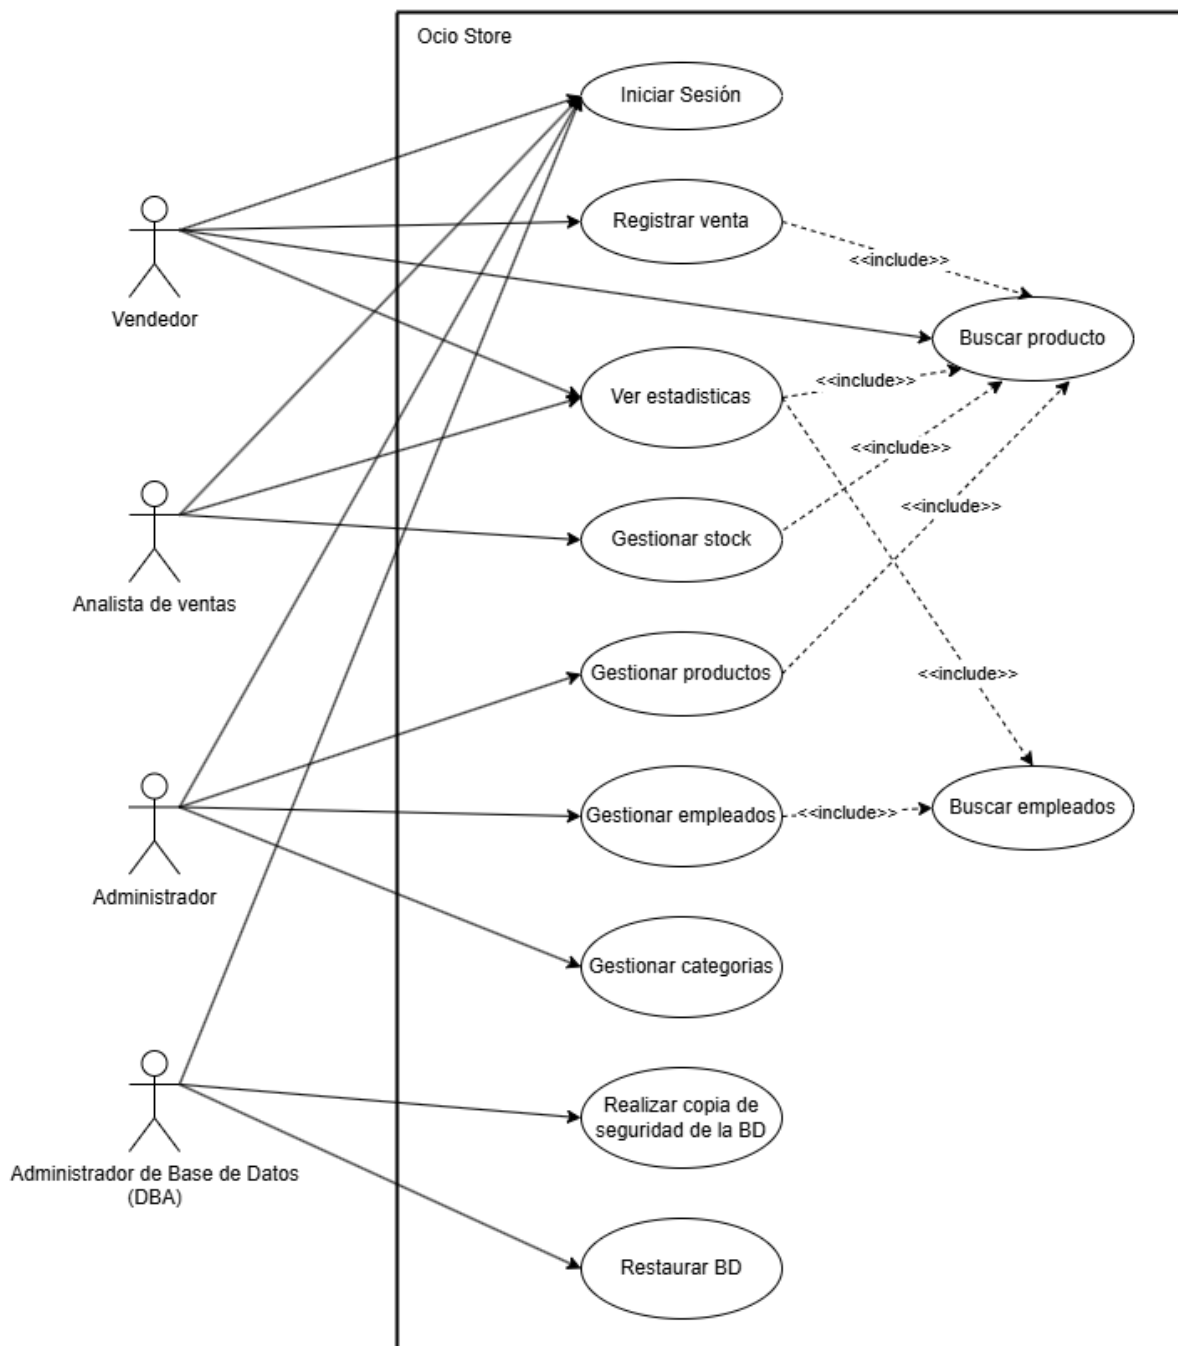 Ocio Store
Iniciar Sesión
Registrar venta
<<include>>
Vendedor
Buscar producto
<<include>>
Ver estadisticas
<<include>>
<<include>>
Gestionar stock
Analista de ventas
Gestionar productos
<<include>>
Gestionar empleados
<<include>>
Buscar empleados
Administrador
Gestionar categorias
Realizar copia de
seguridad de la BD
Administrador de Base de Datos
(DBA)
Restaurar BD